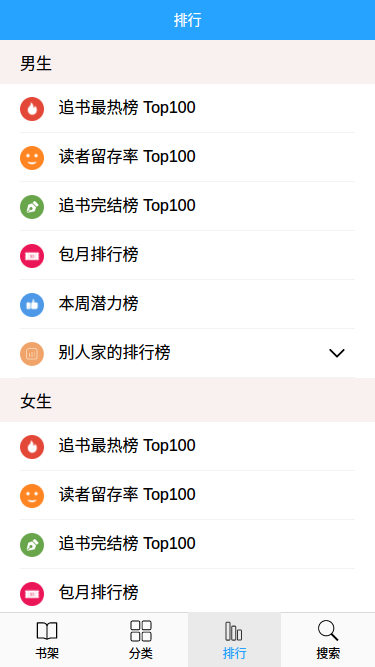 排行
男生
追书最热榜 Top100
读者留存率 Top100
追书完结榜 Top100
包月排行榜
本周潜力榜
别人家的排行榜
女生
追书最热榜 Top100
读者留存率 Top100
追书完结榜 Top100
包月排行榜
书架
分类
排行
搜索